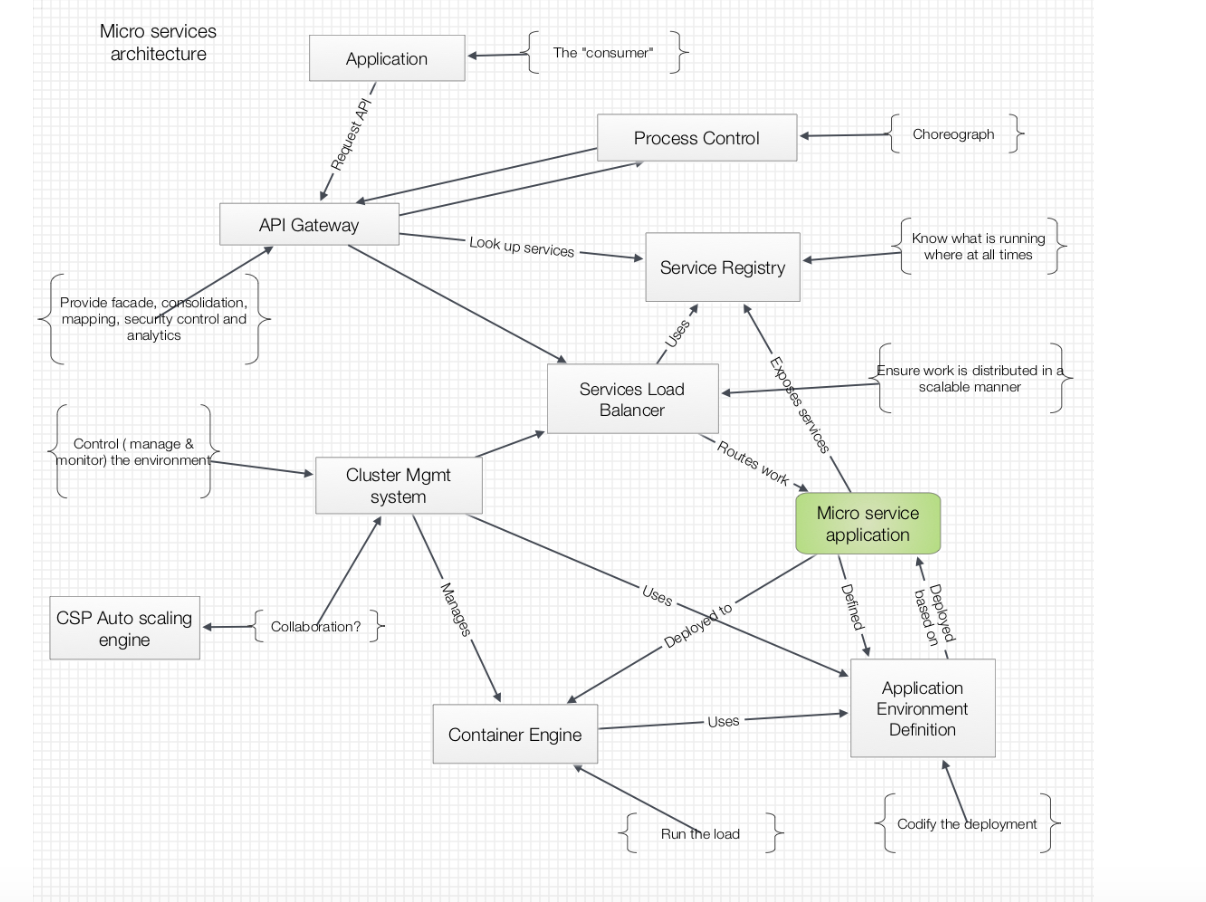 Micro services
architecture
Application
The "consumer"
Request API
Process Control
Choreograph
API Gateway
Look up services
Service Registry
Know what is running
where at all times
Provide facade, consolidation,
mapping, security control and
analytics
Uses
Exposes services
Services Load
Balancer
Ensure work is distributed in a
scalable manner
Control ( manage &
monitor) the environment
Cluster Mgmt
system
Routes work
Micro service
application
CSP Auto scaling
engine
Collaboration?
Manages
Uses
Deployed to
Defined
Deployed
based on
Application
Environment
Definition
Container Engine
Uses
Run the load
Codify the deployment